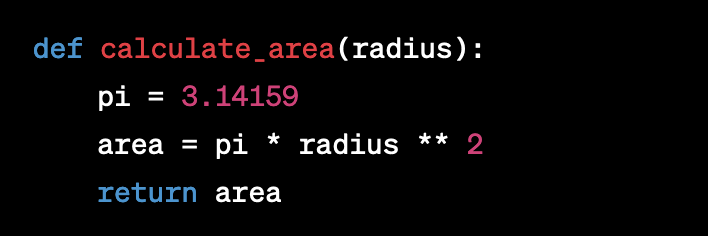 def calculate_area(radius):
    pi = 3.14159
    area = pi * radius ** 2
    return area